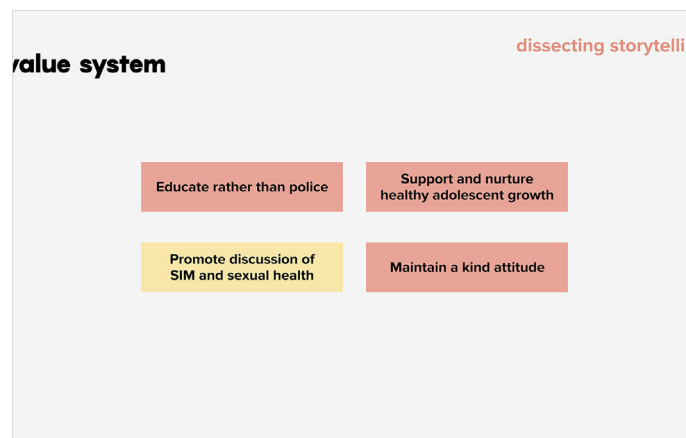 dissecting storytelli
value system
Educate rather than police
Support and nurture
healthy adolescent growth
Promote discussion of
SIM and sexual health
Maintain a kind attitude